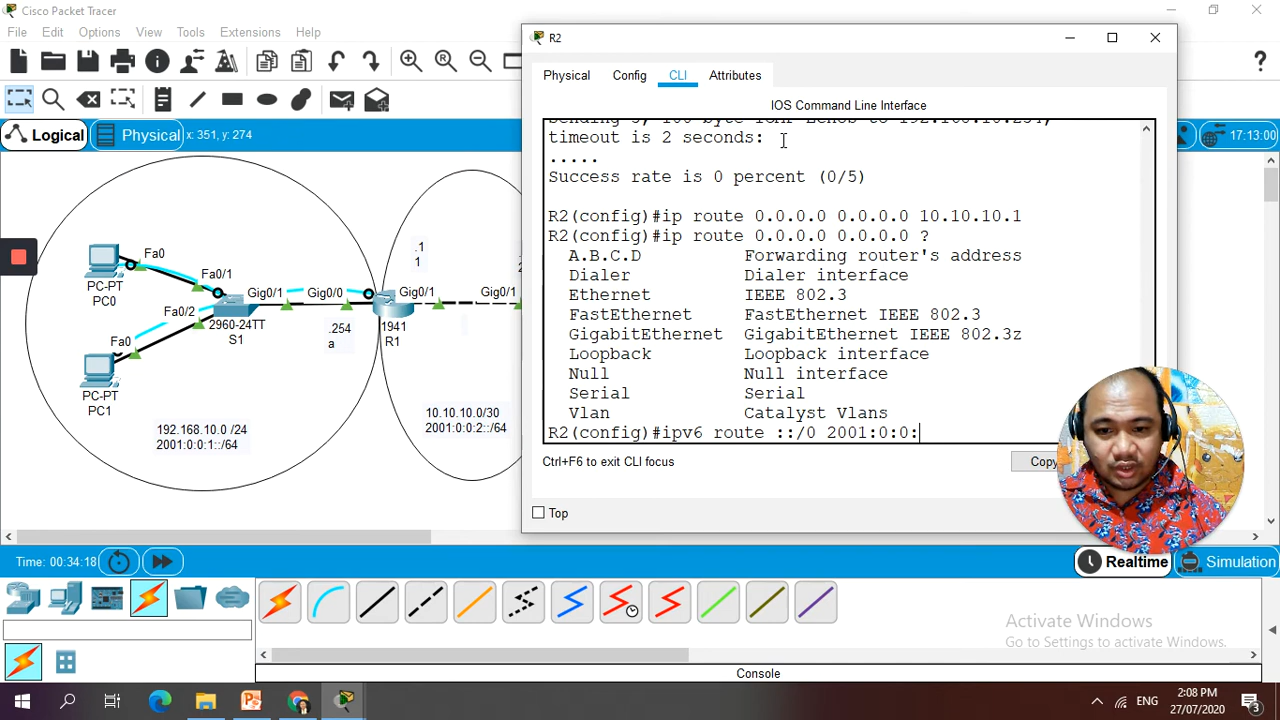 Cisco Packet Tracer
File Edit Options View Tools Extensions Help
Logical
Physical x: 351, y: 274
17:13:00
R2
Physical Config CLI Attributes
IOS Command Line Interface
timeout is 2 seconds:
.....
Success rate is 0 percent (0/5)
R2(config)#ip route 0.0.0.0 0.0.0.0 10.10.10.1
R2(config)#ip route 0.0.0.0 0.0.0.0 ?
A.B.C.D Forwarding router's address
Dialer Dialer interface
Ethernet IEEE 802.3
FastEthernet FastEthernet IEEE 802.3
GigabitEthernet GigabitEthernet IEEE 802.3z
Loopback Loopback interface
Null Null interface
Serial Serial
Vlan Catalyst Vlans
R2(config)#ipv6 route ::/0 2001:0:0:
Ctrl+F6 to exit CLI focus
Copy
Top
Fa0
PC-PT
PC0
Fa0/1
Fa0/2
Gig0/1
Gig0/0
2960-24TT
S1
Fa0
PC-PT
PC1
.254
a
192.168.10.0 /24
2001:0:0:1::/64
.1
1
Gig0/1
1941
R1
Gig0/1
10.10.10.0/30
2001:0:0:2::/64
Time: 00:34:18
Realtime
Simulation
Activate Windows
Go to Settings to activate Windows.
Console
ENG
2:08 PM
27/07/2020
3